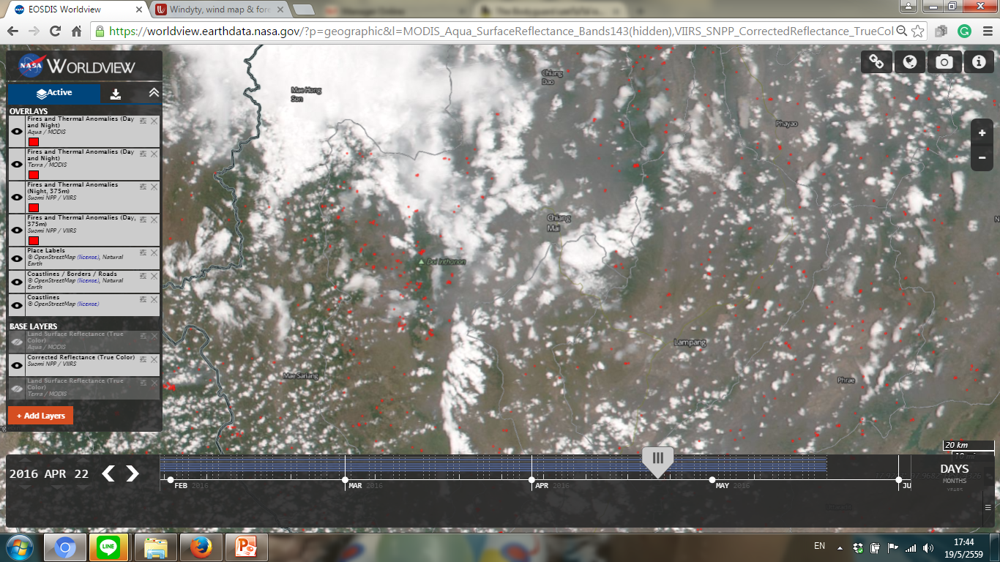 EOSDIS Worldview
Windyty, wind map & for
https://worldview.earthdata.nasa.gov/?p=geographic&l=MODIS_Aqua_SurfaceReflectance_Bands143(hidden),VIIRS_SNPP_CorrectedReflectance_TrueCol
NASA WORLDVIEW
Active
OVERLAYS
Fires and Thermal Anomalies (Day
and Night)
Aqua / MODIS
Fires and Thermal Anomalies (Day
and Night)
Terra / MODIS
Fires and Thermal Anomalies
(Night, 375m)
Suomi NPP / VIIRS
Fires and Thermal Anomalies (Day,
375m)
Suomi NPP / VIIRS
Place Labels
© OpenStreetMap (license), Natural
Earth
Coastlines / Borders / Roads
© OpenStreetMap (license), Natural
Earth
Coastlines
© OpenStreetMap (license)
BASE LAYERS
Land Surface Reflectance (True
Color)
Aqua / MODIS
Corrected Reflectance (True Color)
Suomi NPP / VIIRS
Land Surface Reflectance (True
Color)
Terra / MODIS
+ Add Layers
Mae Hong
Son
Chiang
Dao
Phayao
Chiang
Mai
Doi Inthanon
Lampang
Mae Sariang
Phrae
20 km
2016 APR 22
FEB 2016
MAR 2016
APR 2016
MAY 2016
JU
DAYS
MONTHS
YEARS
EN
17:44
19/5/2559